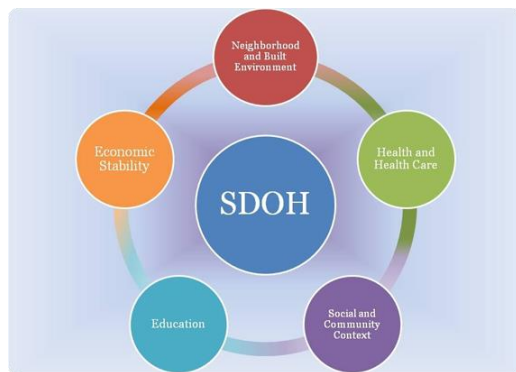 Neighborhood
and Built
Environment
Economic
Stability
Health and
Health Care
SDOH
Education
Social and
Community
Context